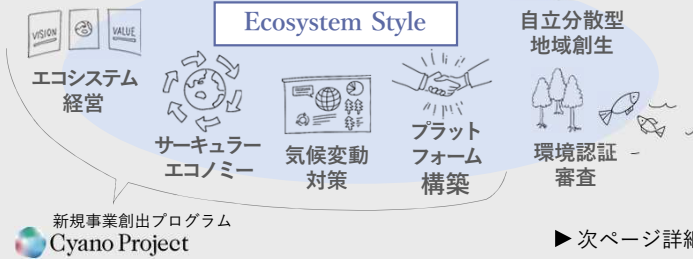 Ecosystem Style
VISION
VALUE
エコシステム
経営
サーキュラー
エコノミー
気候変動
対策
プラット
フォーム
構築
自立分散型
地域創生
環境認証
審査
新規事業創出プログラム
Cyano Project
▶次ページ詳細